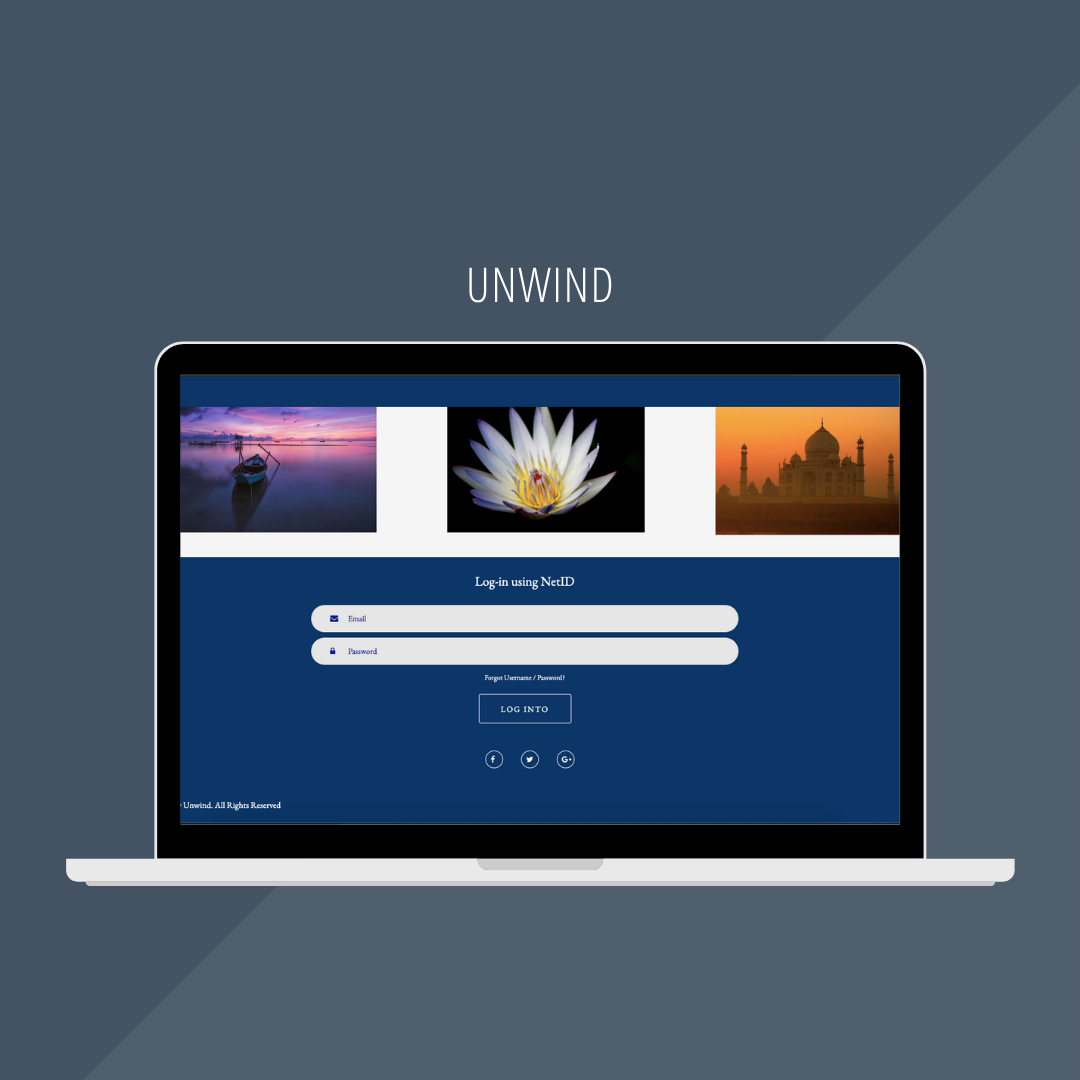 UNWIND
Log-in using NetID
Email
Password
Forgot Username / Password?
LOG INTO
f
G+
Unwind. All Rights Reserved